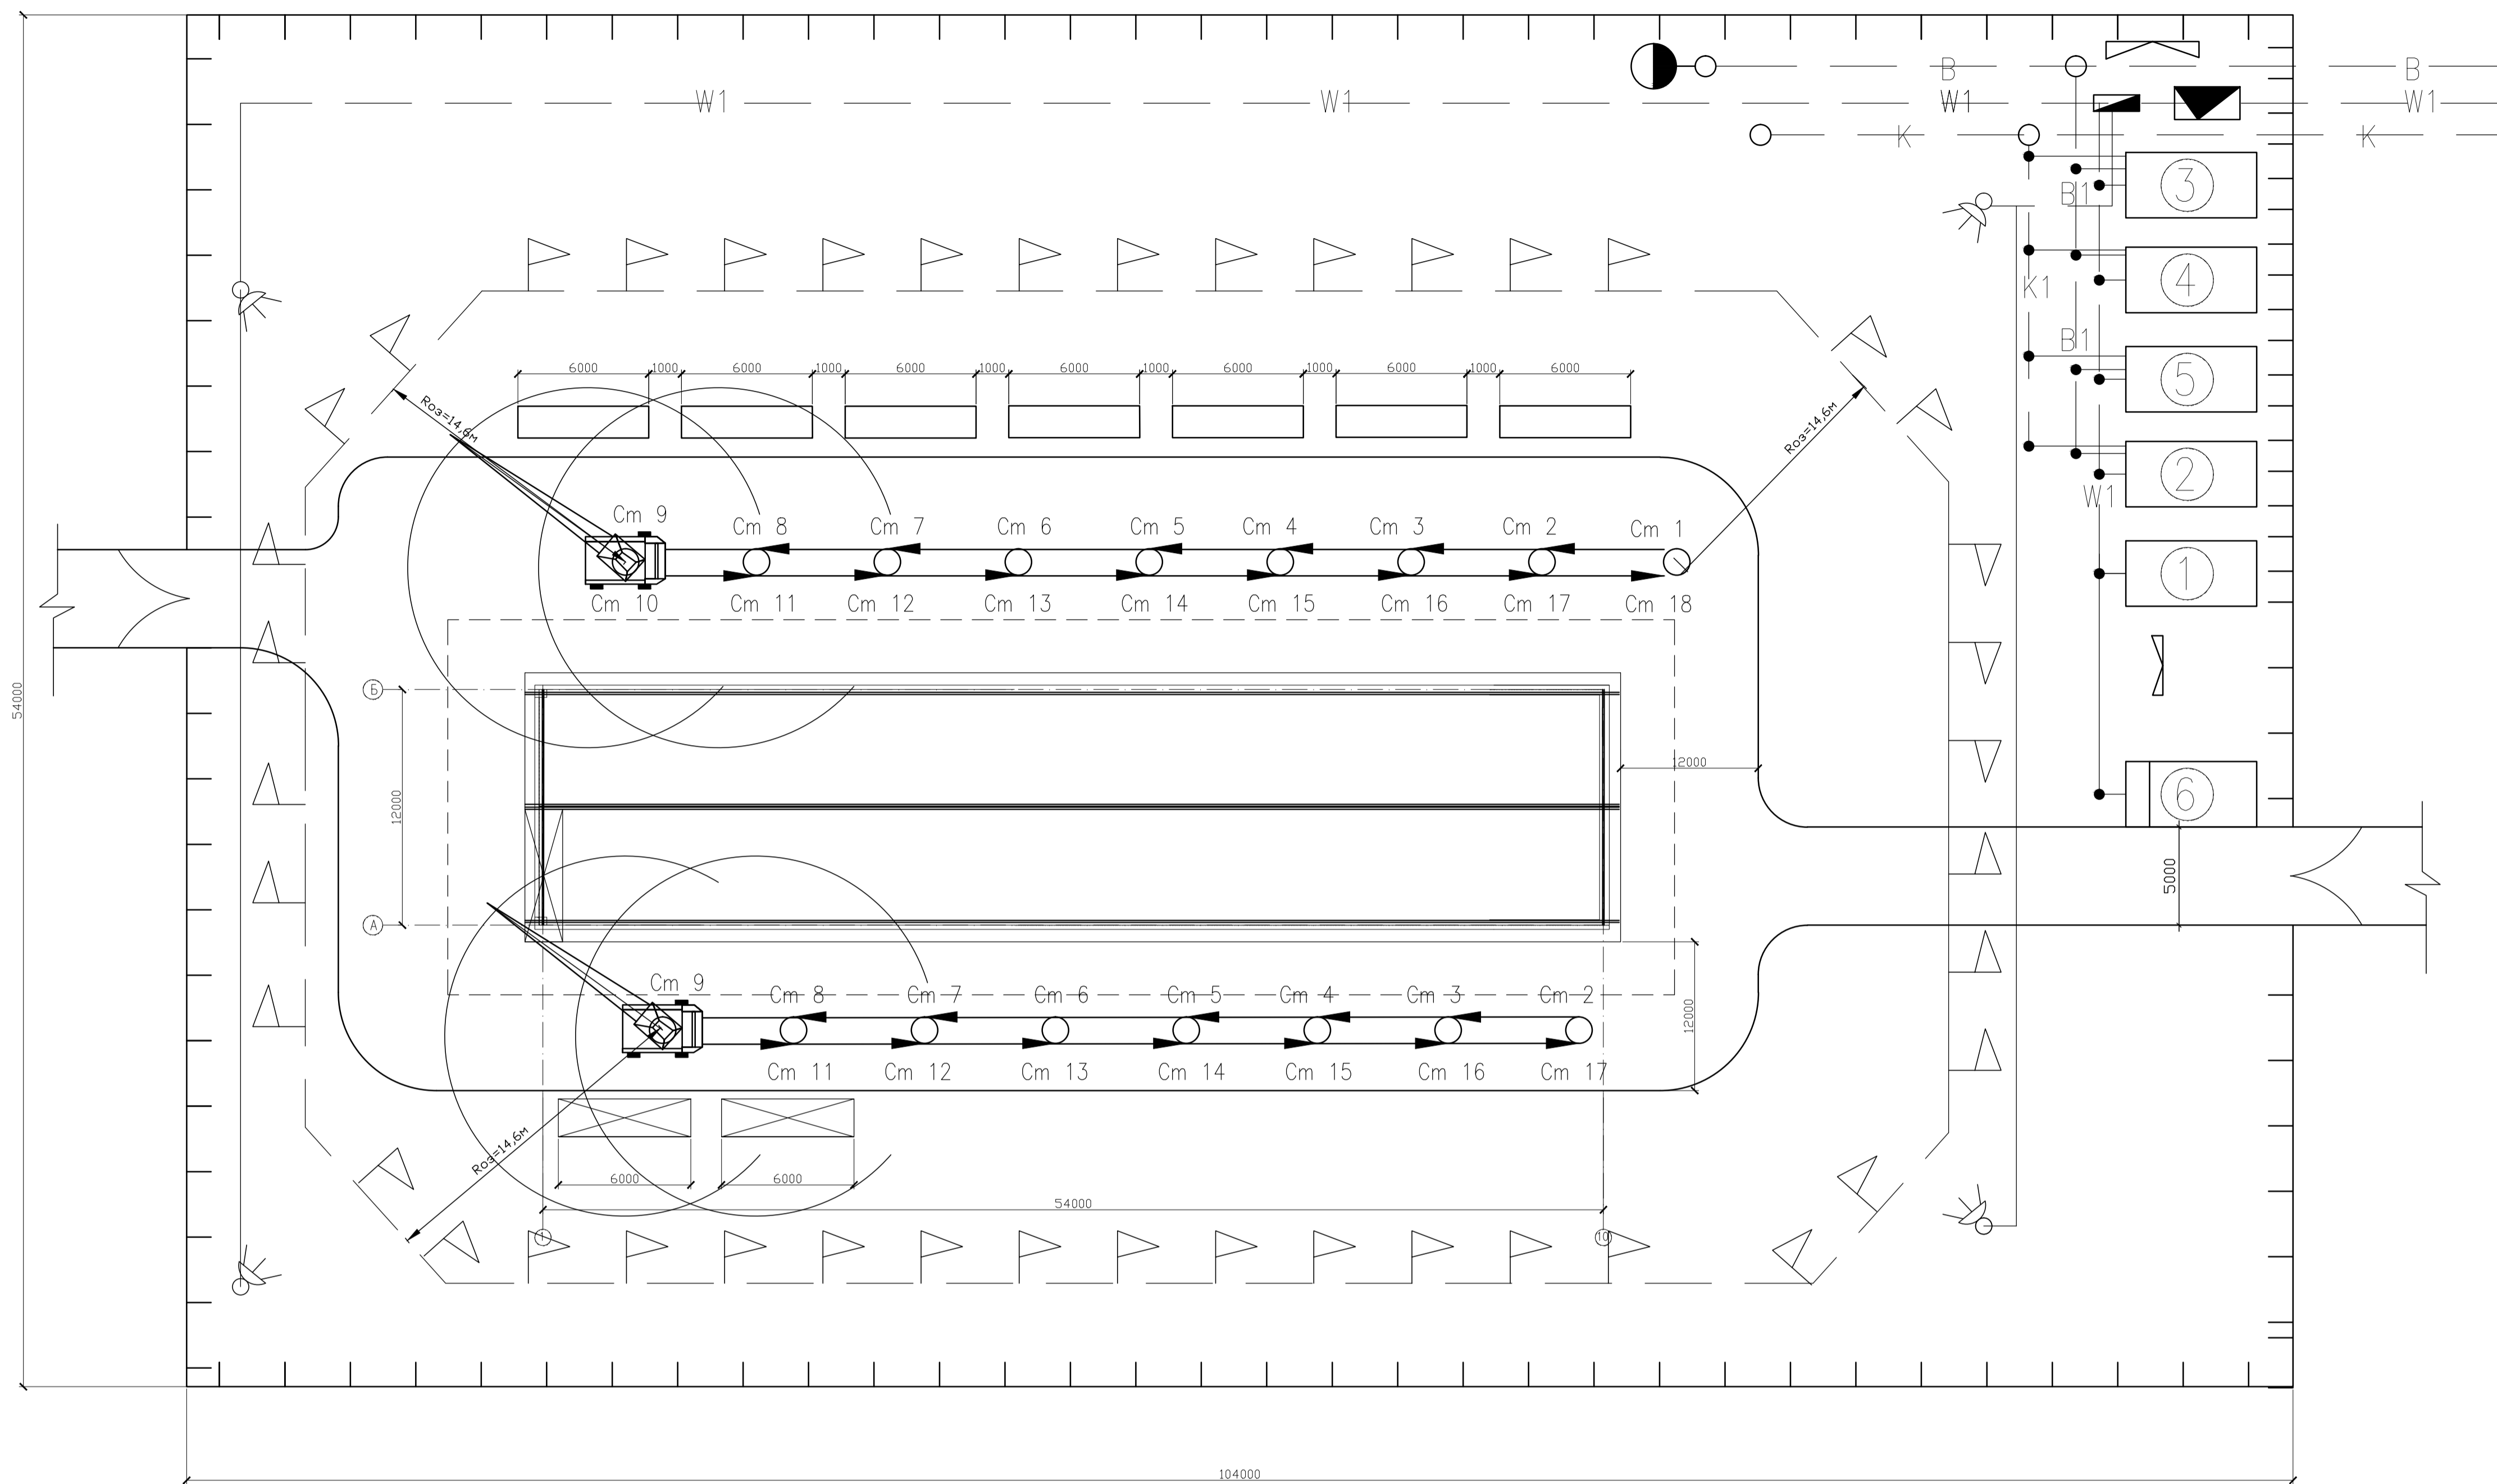 B B
W1 W1 W1 W1
K K
3
B1
4
K1
B1
5
6000 1000 6000 1000 6000 1000 6000 1000 6000 1000 6000 1000 6000
Rоз=14,6м
Rоз=14,6м
2
W1
Ст 9 Ст 8 Ст 7 Ст 6 Ст 5 Ст 4 Ст 3 Ст 2 Ст 1
1
Ст 10 Ст 11 Ст 12 Ст 13 Ст 14 Ст 15 Ст 16 Ст 17 Ст 18
Б
54000
12000
12000
6
5000
А
Ст 9 Ст 8 Ст 7 Ст 6 Ст 5 Ст 4 Ст 3 Ст 2
12000
Ст 11 Ст 12 Ст 13 Ст 14 Ст 15 Ст 16 Ст 17
Rоз=14,6м
6000 6000
54000
1 10
104000